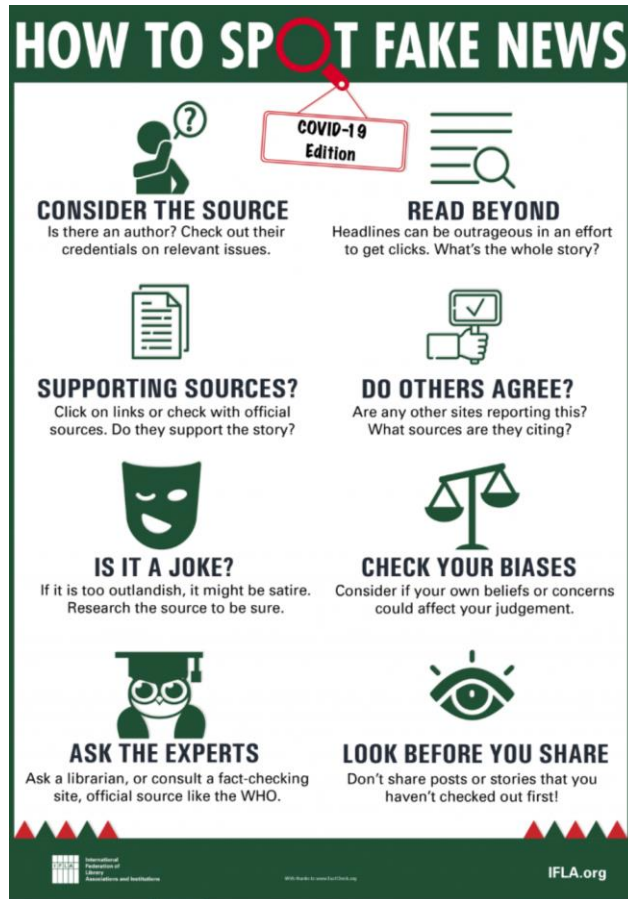 HOW TO SPOT FAKE NEWS
COVID-19
Edition
CONSIDER THE SOURCE
Is there an author? Check out their
credentials on relevant issues.
READ BEYOND
Headlines can be outrageous in an effort
to get clicks. What's the whole story?
SUPPORTING SOURCES?
Click on links or check with official
sources. Do they support the story?
DO OTHERS AGREE?
Are any other sites reporting this?
What sources are they citing?
IS IT A JOKE?
If it is too outlandish, it might be satire.
Research the source to be sure.
CHECK YOUR BIASES
Consider if your own beliefs or concerns
could affect your judgement.
ASK THE EXPERTS
Ask a librarian, or consult a fact-checking
site, official source like the WHO.
LOOK BEFORE YOU SHARE
Don't share posts or stories that you
haven't checked out first!
International
Federation of
Library
Associations and Institutions
With thanks to www.FactCheck.org
IFLA.org